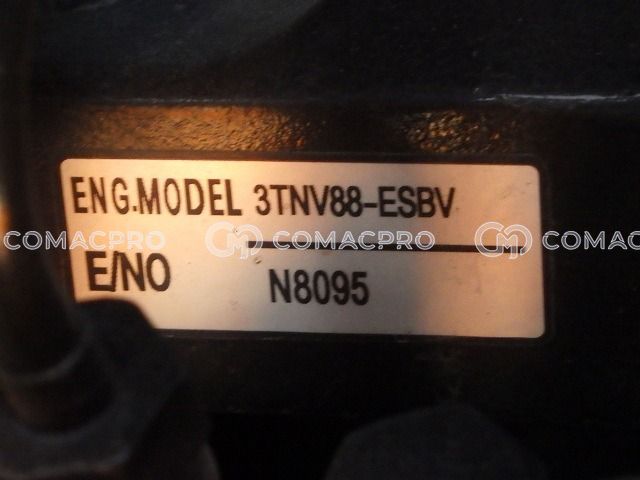 ENG.MODEL 3TNV88-ESBV
COMACPRO COMACPRO COMACPRO
E/NO N8095